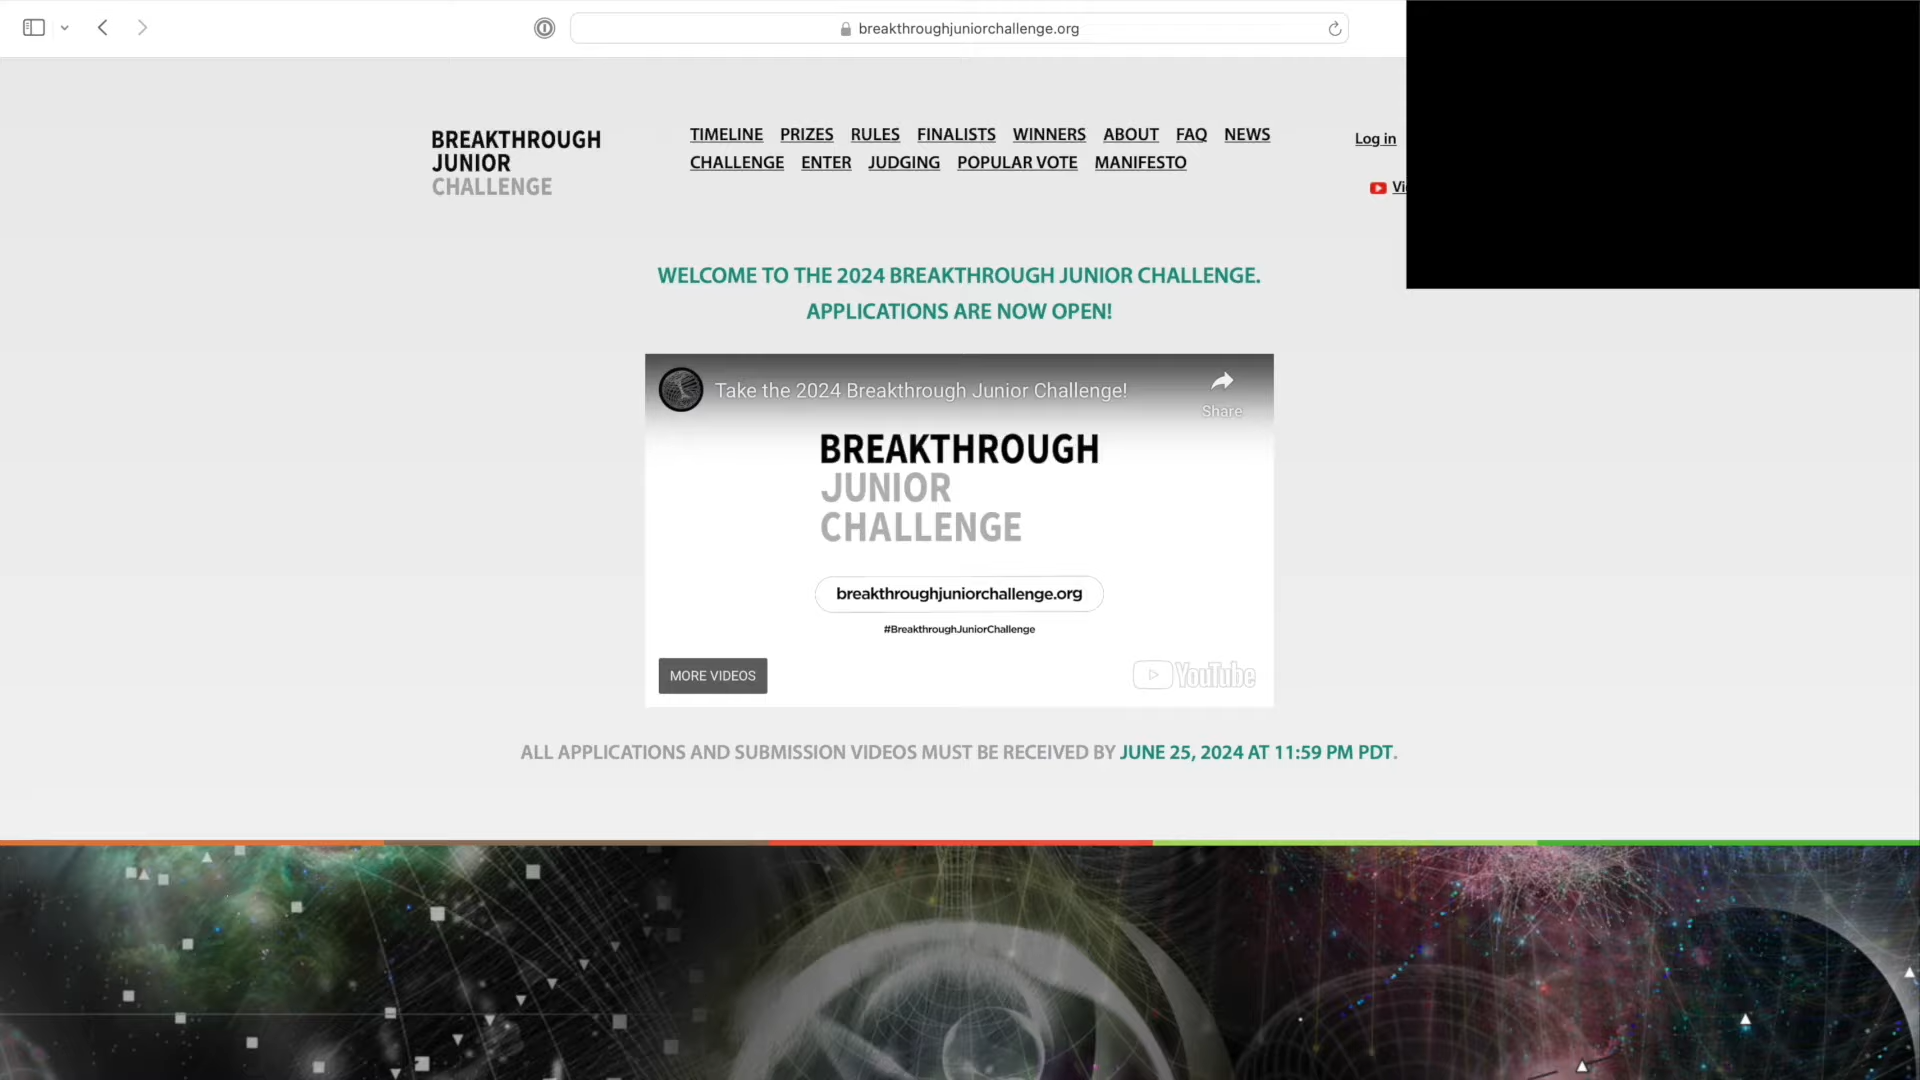 breakthroughjuniorchallenge.org
BREAKTHROUGH
JUNIOR
CHALLENGE
TIMELINE PRIZES RULES FINALISTS WINNERS ABOUT FAQ NEWS
CHALLENGE ENTER JUDGING POPULAR VOTE MANIFESTO
Log in
WELCOME TO THE 2024 BREAKTHROUGH JUNIOR CHALLENGE.
APPLICATIONS ARE NOW OPEN!
Take the 2024 Breakthrough Junior Challenge!
Share
BREAKTHROUGH
JUNIOR
CHALLENGE
breakthroughjuniorchallenge.org
#BreakthroughJuniorChallenge
MORE VIDEOS
YouTube
ALL APPLICATIONS AND SUBMISSION VIDEOS MUST BE RECEIVED BY JUNE 25, 2024 AT 11:59 PM PDT.